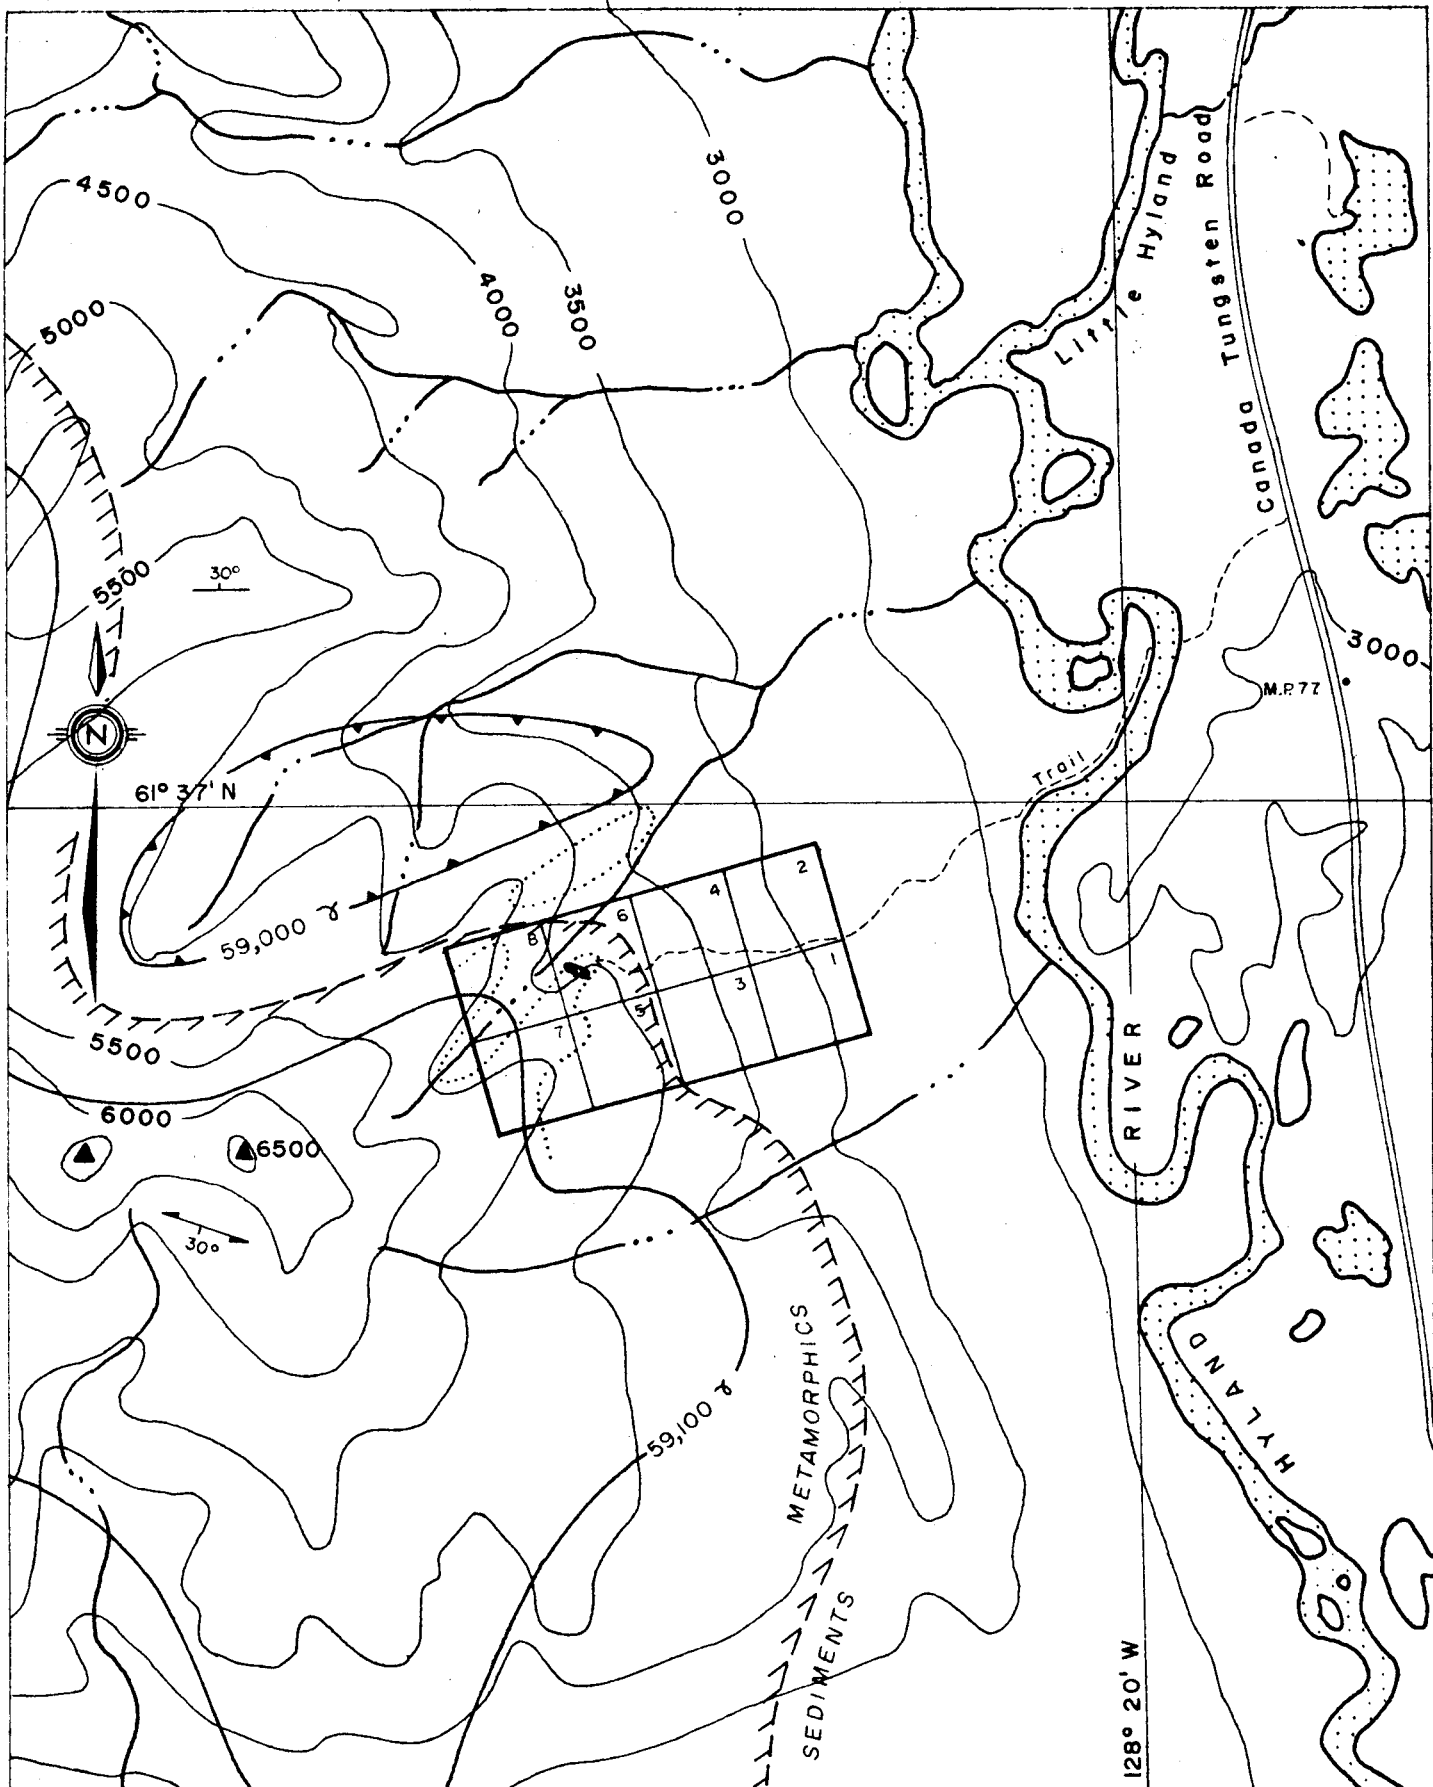 3000
Little Hyland
Canada Tungsten Road
4500
4000
3500
5000
5500
30°
3000
M.P. 77
N
Trail
61° 37' N
59,000 γ
2
4
6
8
1
3
5
7
5500
6000
6500
30°
RIVER
HYLAND
METAMORPHICS
59,100 γ
SEDIMENTS
128° 20' W